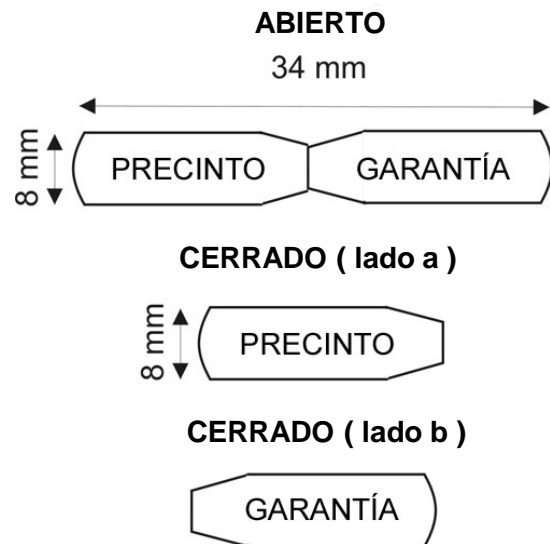 ABIERTO
34 mm
8 mm
PRECINTO GARANTÍA
CERRADO ( lado a )
8 mm
PRECINTO
CERRADO ( lado b )
GARANTÍA